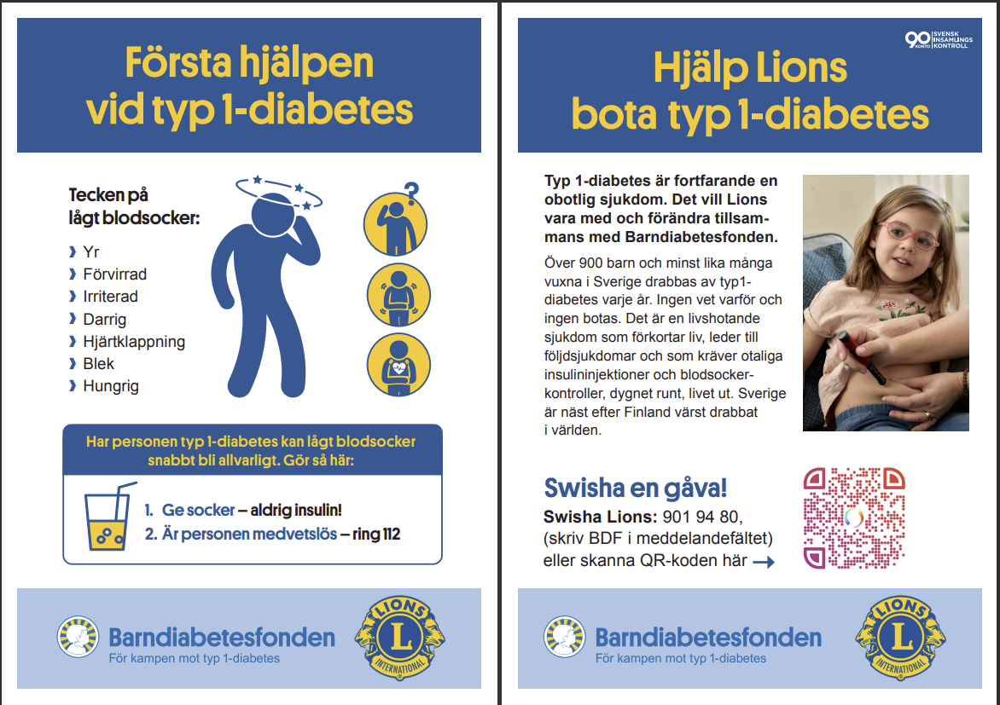 Första hjälpen
vid typ 1-diabetes
Tecken på
lågt blodsocker:
Yr
Förvirrad
Irriterad
Darrig
Hjärtklappning
Blek
Hungrig
?
Har personen typ 1-diabetes kan lågt blodsocker
snabbt bli allvarligt. Gör så här:
1. Ge socker – aldrig insulin!
2. Är personen medvetslös – ring 112
Barndiabetesfonden
För kampen mot typ 1-diabetes
LIONS
L
INTERNATIONAL
®
90
KONTO
SVENSK
INSAMLINGS
KONTROLL
Hjälp Lions
bota typ 1-diabetes
Typ 1-diabetes är fortfarande en
obotlig sjukdom. Det vill Lions
vara med och förändra tillsam-
mans med Barndiabetesfonden.
Över 900 barn och minst lika många
vuxna i Sverige drabbas av typ1-
diabetes varje år. Ingen vet varför och
ingen botas. Det är en livshotande
sjukdom som förkortar liv, leder till
följdsjukdomar och som kräver otaliga
insulininjektioner och blodsocker-
kontroller, dygnet runt, livet ut. Sverige
är näst efter Finland värst drabbat
i världen.
Swisha en gåva!
Swisha Lions: 901 94 80,
(skriv BDF i meddelandefältet)
eller skanna QR-koden här
Barndiabetesfonden
För kampen mot typ 1-diabetes
LIONS
L
INTERNATIONAL
®